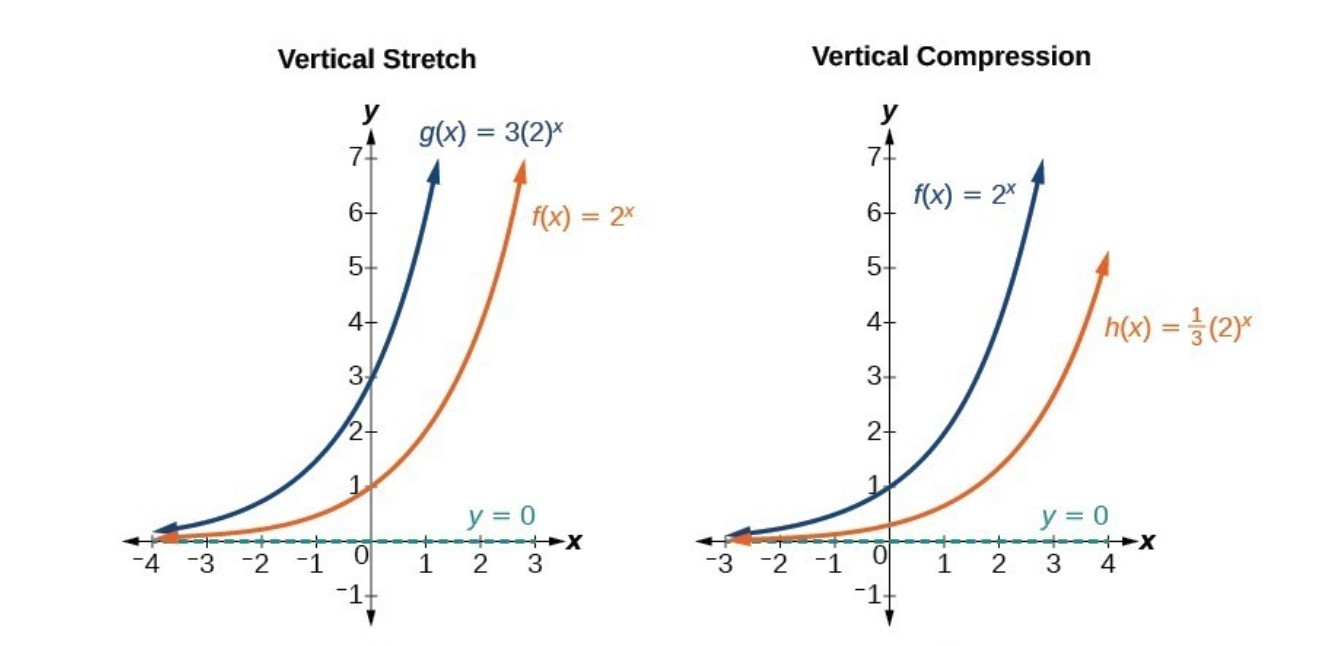 Vertical Stretch
y
g(x) = 3(2)ˣ
7
f(x) = 2ˣ
6
5
4
3
2
1
y = 0
x
−4 −3 −2 −1 0 1 2 3
−1
Vertical Compression
y
7
f(x) = 2ˣ
6
5
4
h(x) = 1/3 (2)ˣ
3
2
1
y = 0
x
−3 −2 −1 0 1 2 3 4
−1